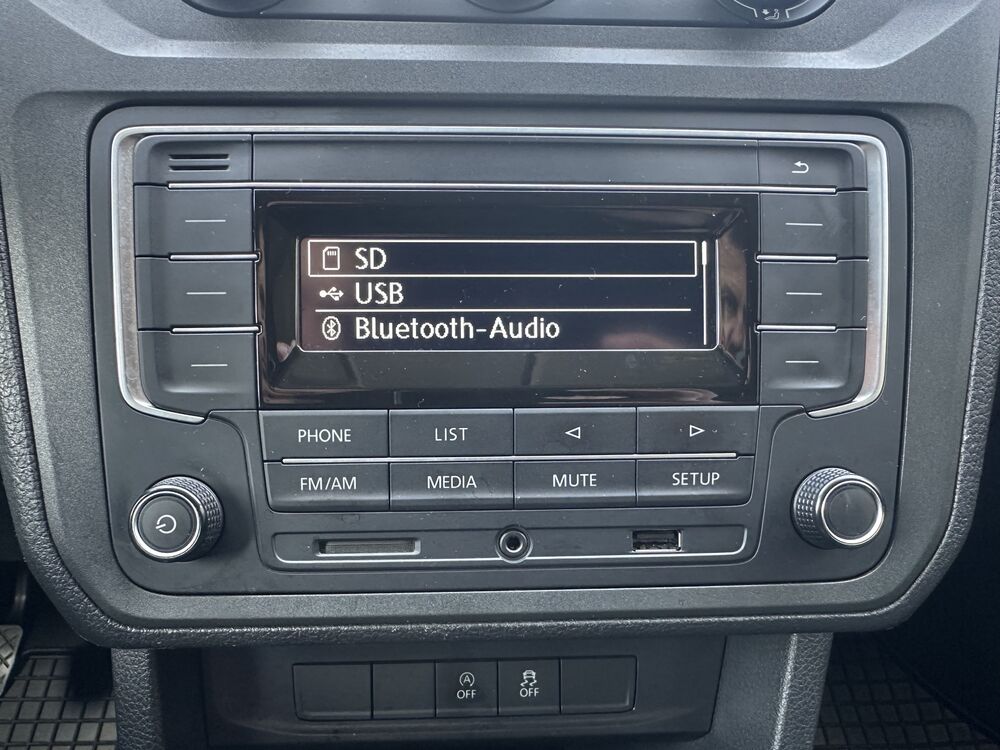 SD
USB
Bluetooth-Audio
PHONE LIST
FM/AM MEDIA MUTE SETUP
A
OFF OFF